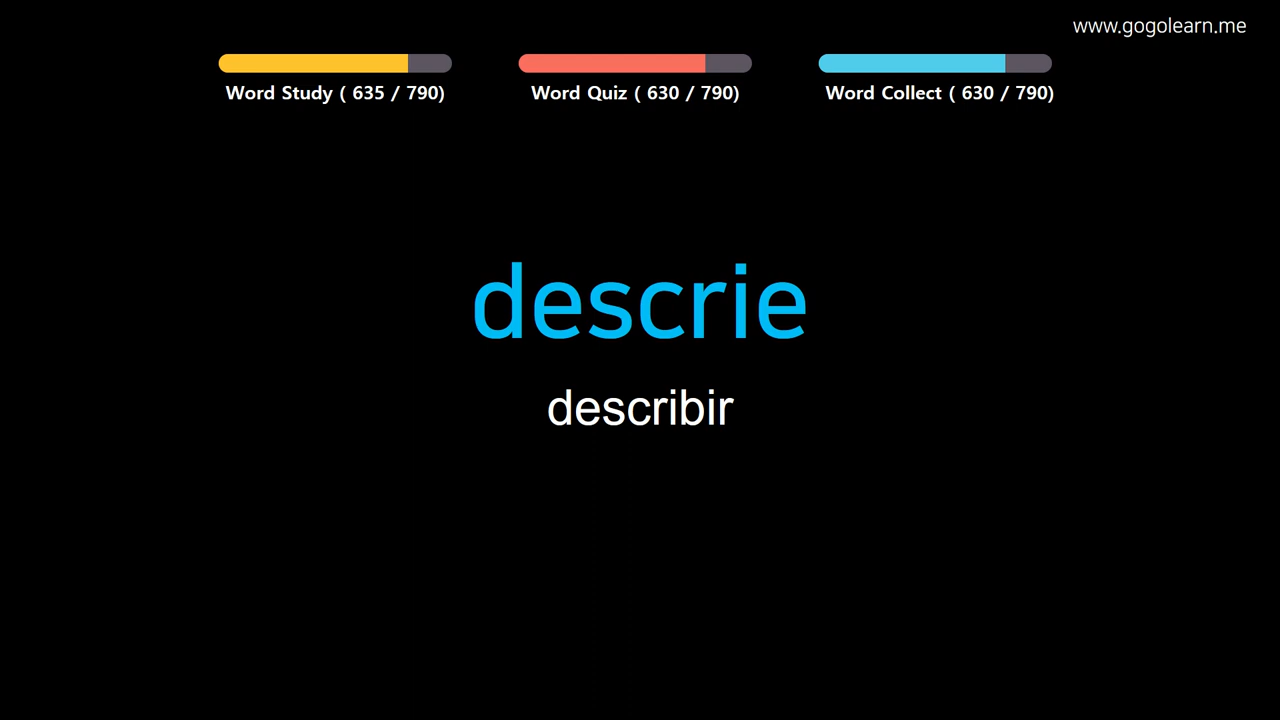 www.gogolearn.me
Word Study ( 635 / 790)
Word Quiz ( 630 / 790)
Word Collect ( 630 / 790)
descrie
describir